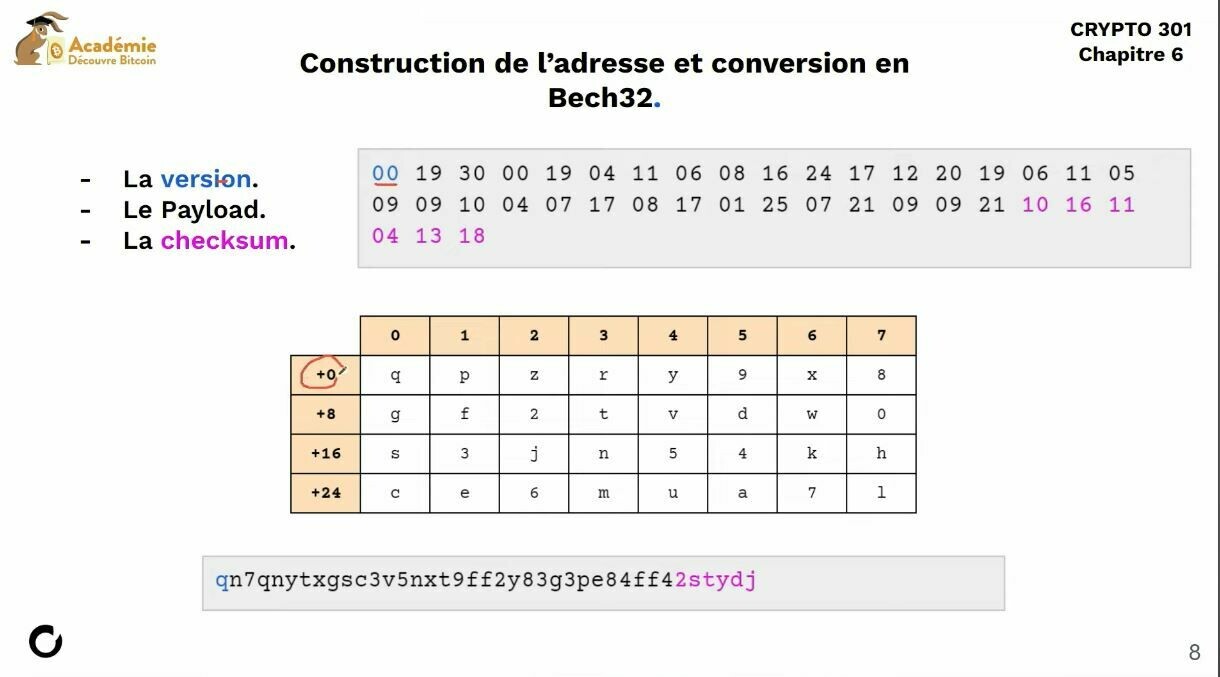 Académie
Découvre Bitcoin
CRYPTO 301
Chapitre 6
Construction de l’adresse et conversion en
Bech32.
- La version.
- Le Payload.
- La checksum.
00 19 30 00 19 04 11 06 08 16 24 17 12 20 19 06 11 05
09 09 10 04 07 17 08 17 01 25 07 21 09 09 21 10 16 11
04 13 18
0 1 2 3 4 5 6 7
+0 q p z r y 9 x 8
+8 g f 2 t v d w 0
+16 s 3 j n 5 4 k h
+24 c e 6 m u a 7 l
qn7qnytxgsc3v5nxt9ff2y83g3pe84ff42stydj
8